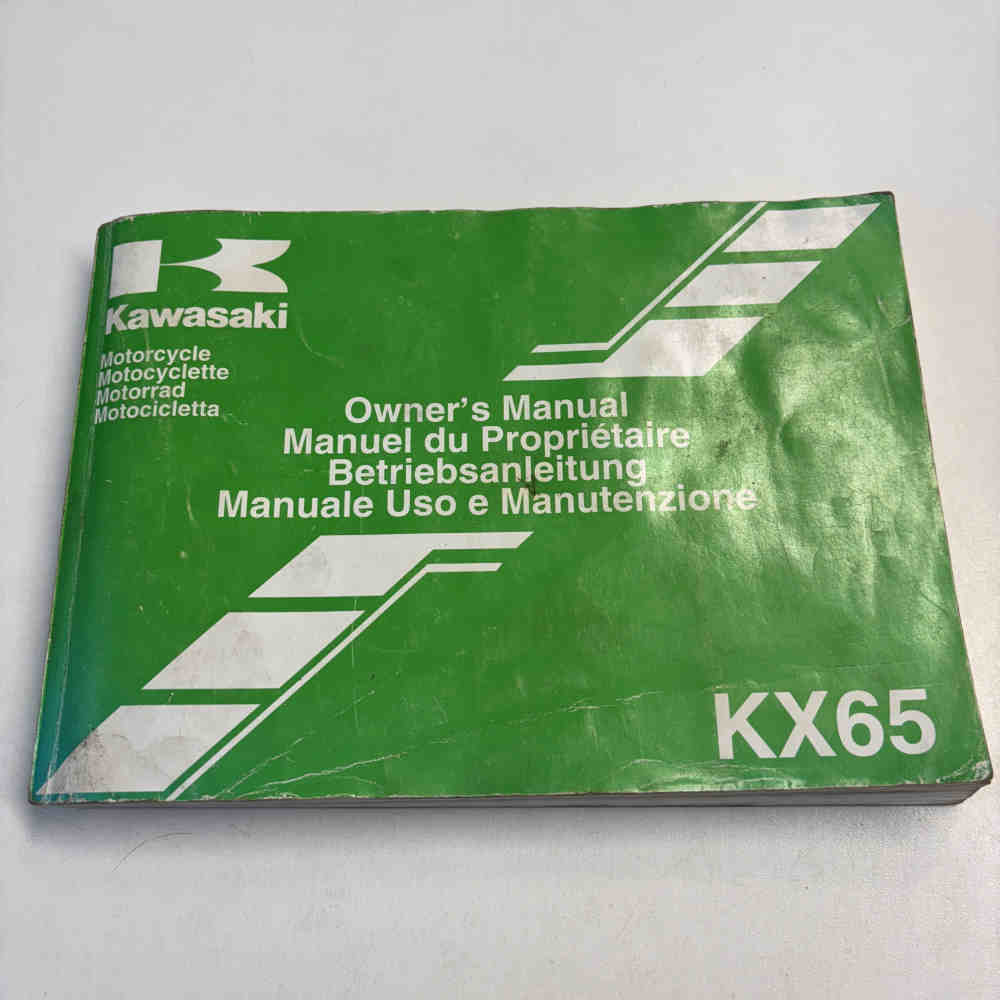 Kawasaki
Motorcycle
Motocyclette
Motorrad
Motocicletta
Owner's Manual
Manuel du Propriétaire
Betriebsanleitung
Manuale Uso e Manutenzione
KX65